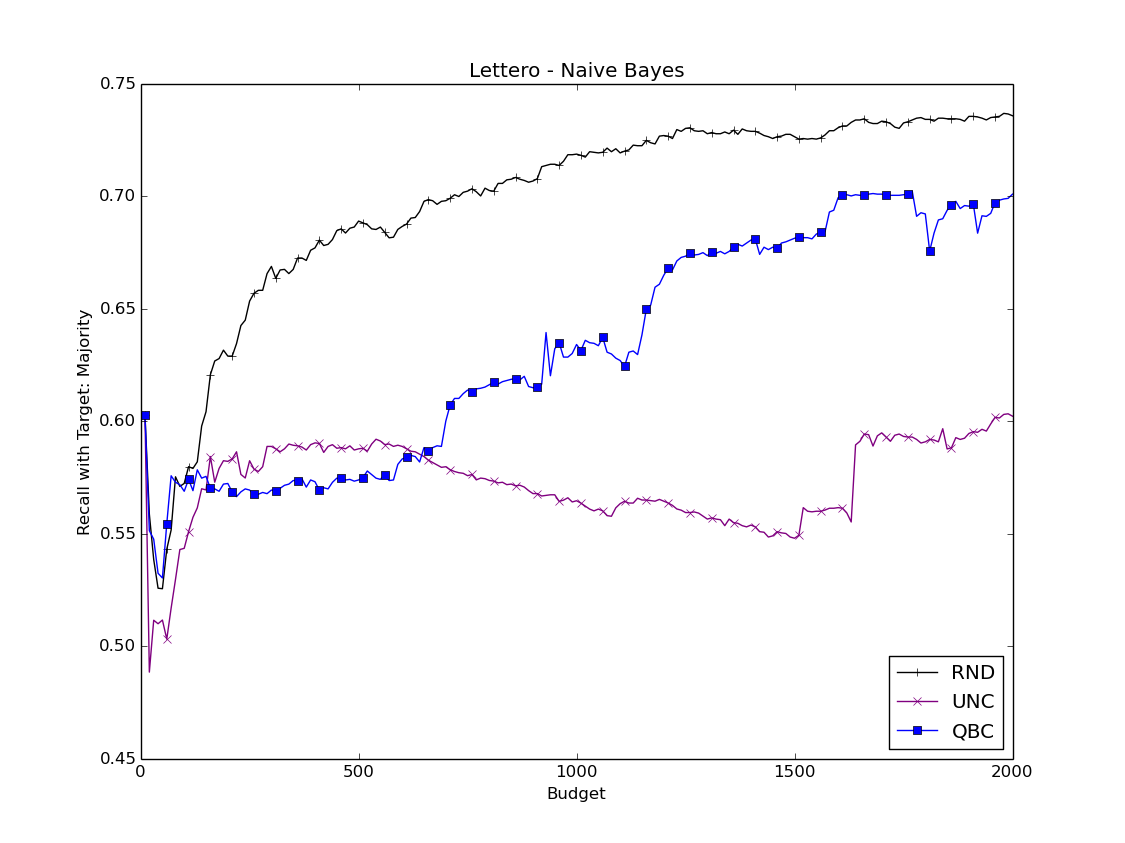 Lettero - Naive Bayes
0.75
0.70
0.65
0.60
0.55
0.50
0.45
Recall with Target: Majority
0
500
1000
1500
2000
Budget
RND
UNC
QBC